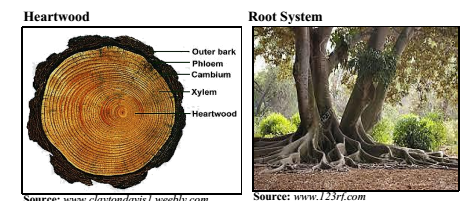 Heartwood
Root System
Outer bark
Phloem
Cambium
Xylem
Heartwood
Source: www.claytondavis1.weebly.com
Source: www.123rf.com